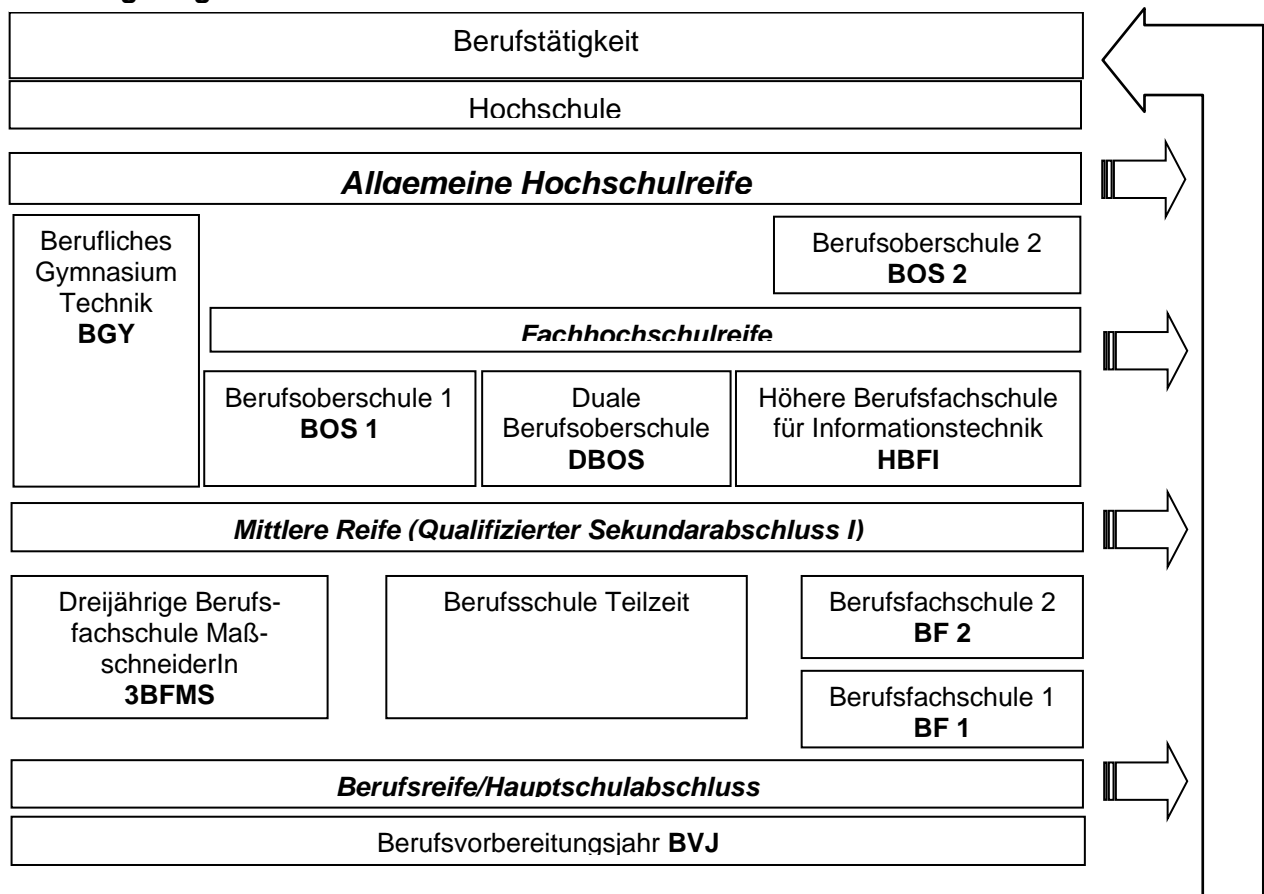 Berufstätigkeit
Hochschule
Allgemeine Hochschulreife
Berufliches
Gymnasium
Technik
BGY
Berufsoberschule 2
BOS 2
Fachhochschulreife
Berufsoberschule 1
BOS 1
Duale
Berufsoberschule
DBOS
Höhere Berufsfachschule
für Informationstechnik
HBFI
Mittlere Reife (Qualifizierter Sekundarabschluss I)
Dreijährige Berufs-
fachschule Maß-
schneiderIn
3BFMS
Berufsschule Teilzeit
Berufsfachschule 2
BF 2
Berufsfachschule 1
BF 1
Berufsreife/Hauptschulabschluss
Berufsvorbereitungsjahr BVJ